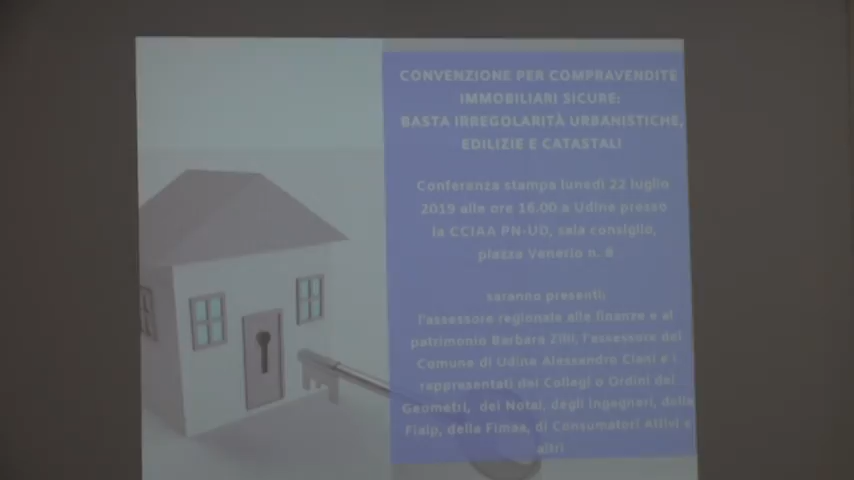 CONVENZIONE PER COMPRAVENDITE
IMMOBILIARI SICURE:
BASTA IRREGOLARITÀ URBANISTICHE,
EDILIZIE E CATASTALI
Conferenza stampa lunedì 22 luglio
2019 alle ore 16.00 a Udine presso
la CCIAA PN-UD, sala consiglio,
piazza Venerio n. 8
saranno presenti:
l'assessore regionale alle finanze e al
patrimonio Barbara Zilli, l'assessore del
Comune di Udine Alessandro Ciani e i
rappresentati dei Collegi o Ordini dei
Geometri, dei Notai, degli Ingegneri, della
Fiaip, della Fimaa, di Consumatori Attivi e
altri